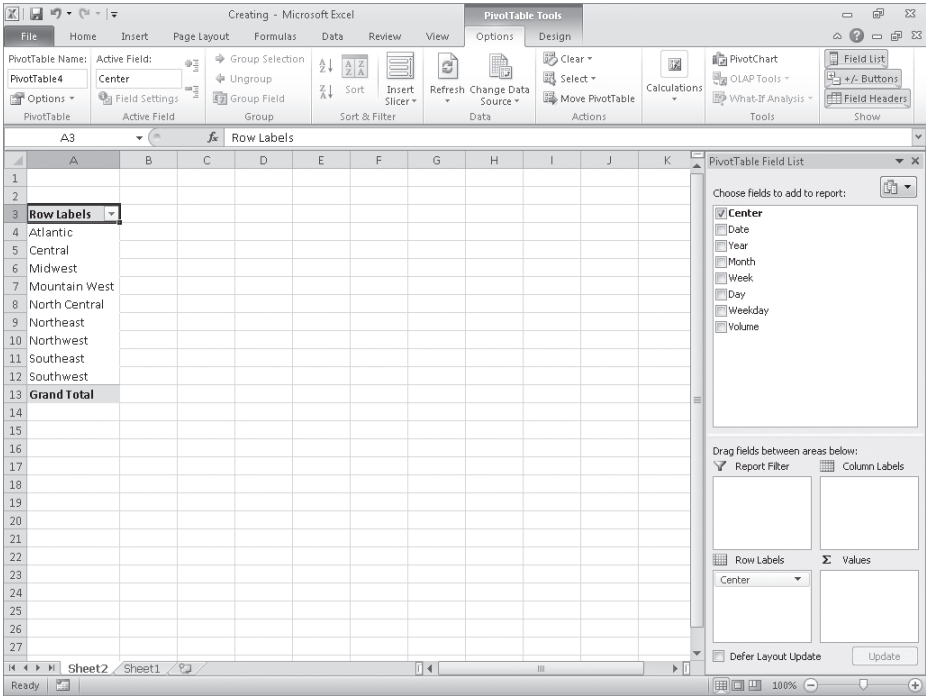 Creating - Microsoft Excel
PivotTable Tools
File Home Insert Page Layout Formulas Data Review View Options Design
PivotTable Name: Active Field:
PivotTable4 Center
Options Field Settings
PivotTable Active Field
Group Selection
Ungroup
Group Field
Group
Sort
Insert Slicer
Sort & Filter
Refresh Change Data Source
Data
Clear
Select
Move PivotTable
Actions
Calculations
PivotChart
OLAP Tools
What-If Analysis
Tools
Field List
+/- Buttons
Field Headers
Show
A3 fx Row Labels
A B C D E F G H I J K
1
2
3 Row Labels
4 Atlantic
5 Central
6 Midwest
7 Mountain West
8 North Central
9 Northeast
10 Northwest
11 Southeast
12 Southwest
13 Grand Total
14
15
16
17
18
19
20
21
22
23
24
25
26
27
PivotTable Field List
Choose fields to add to report:
Center
Date
Year
Month
Week
Day
Weekday
Volume
Drag fields between areas below:
Report Filter Column Labels
Row Labels Σ Values
Center
Defer Layout Update Update
Sheet2 Sheet1
Ready 100%